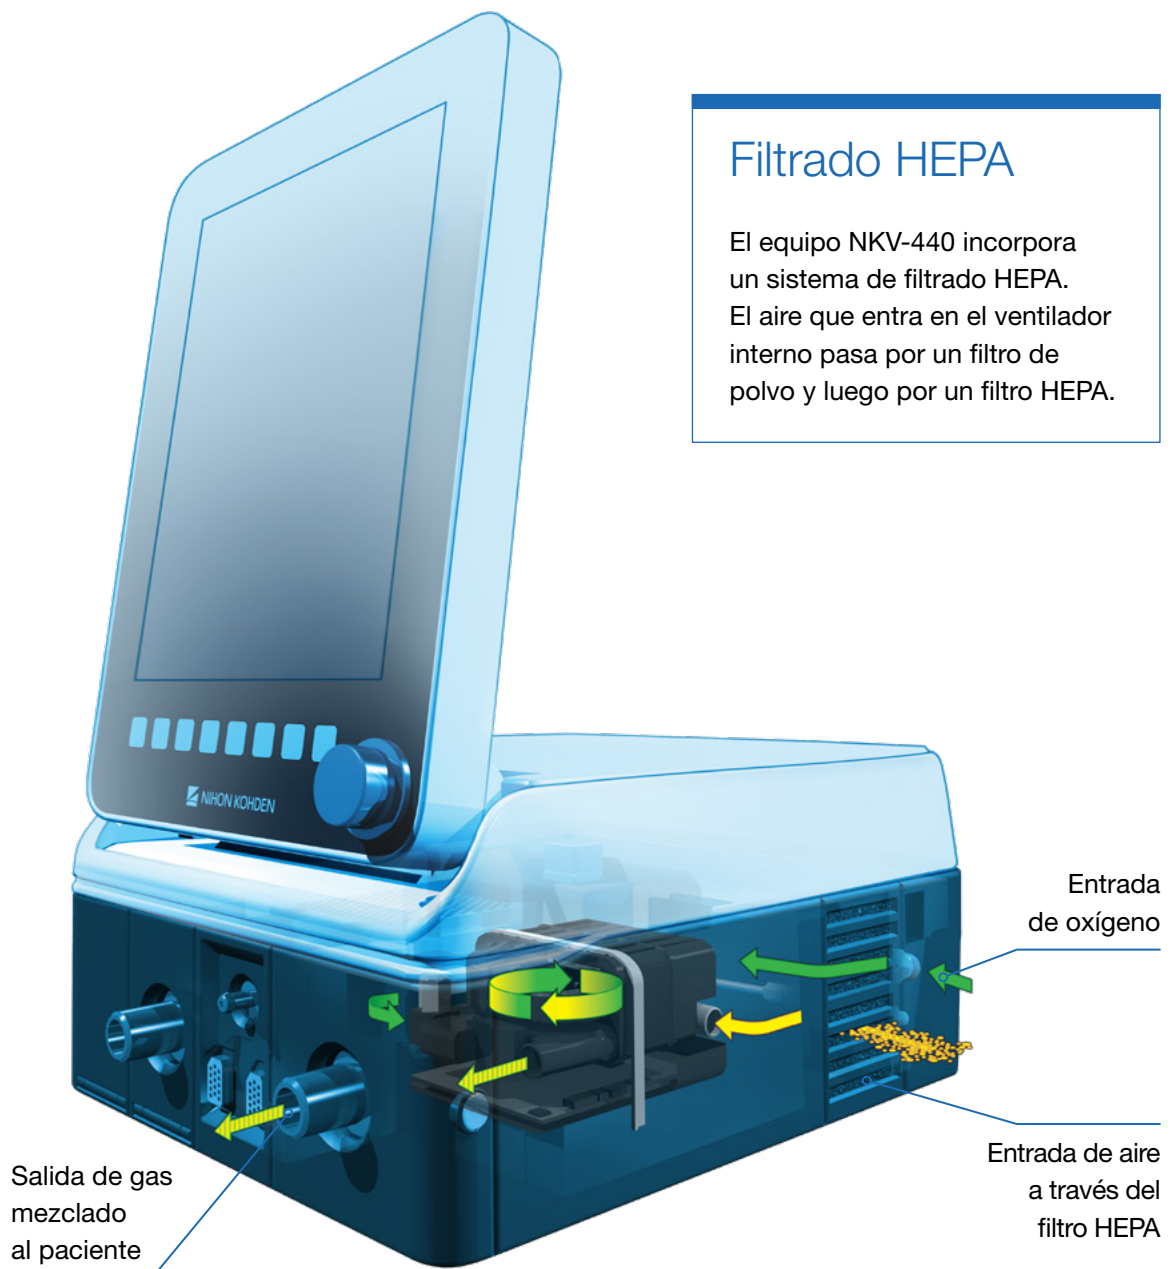 Filtrado HEPA
El equipo NKV-440 incorpora
un sistema de filtrado HEPA.
El aire que entra en el ventilador
interno pasa por un filtro de
polvo y luego por un filtro HEPA.
NIHON KOHDEN
Entrada
de oxígeno
Entrada de aire
a través del
filtro HEPA
Salida de gas
mezclado
al paciente